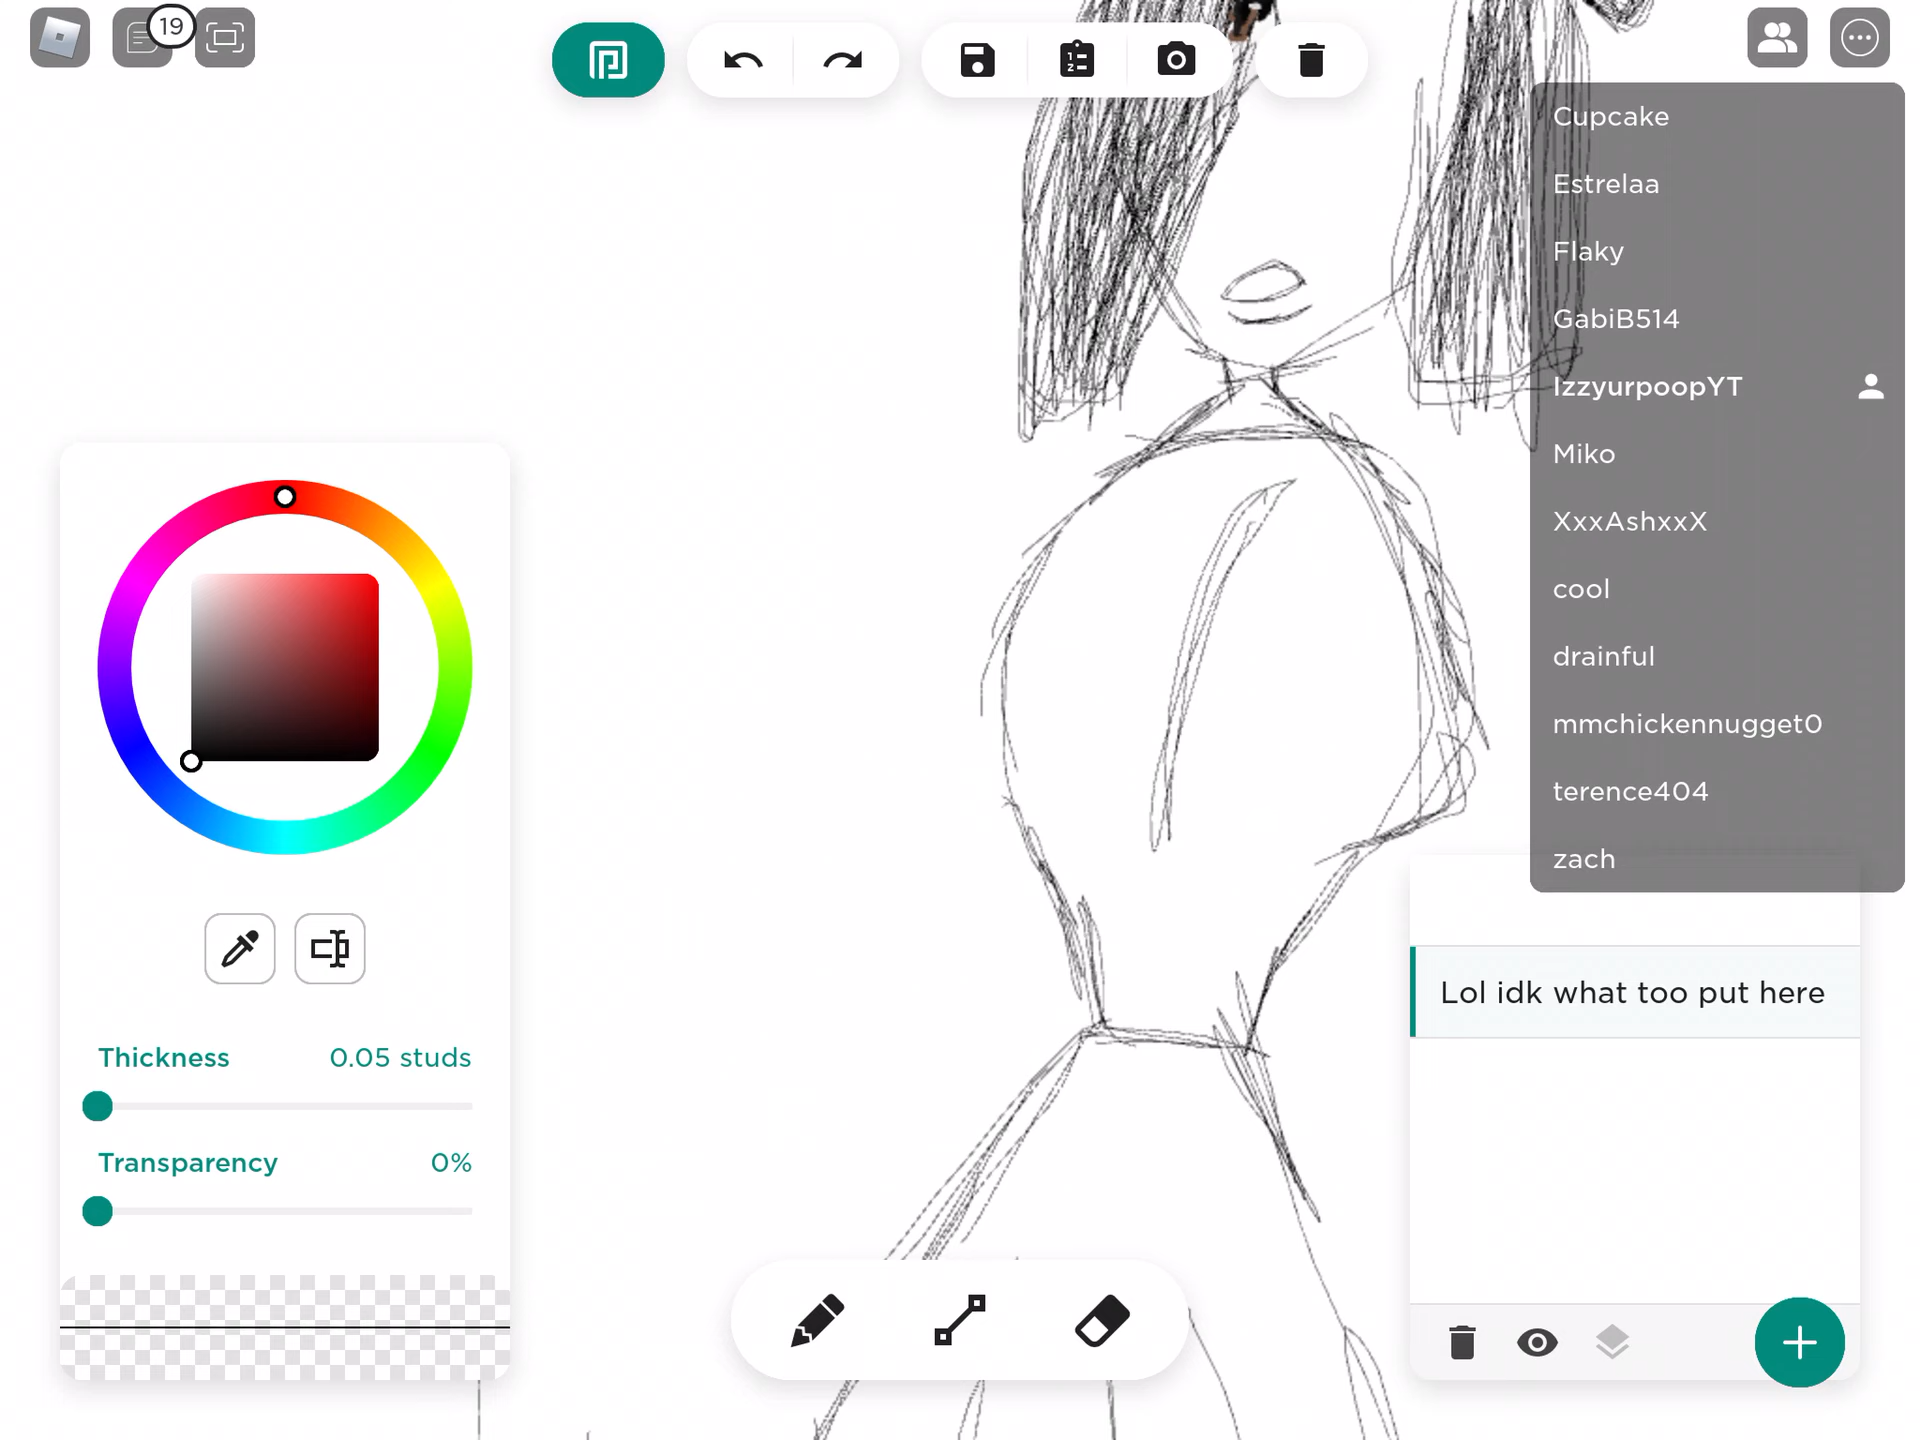 19
Cupcake
Estrelaa
Flaky
GabiB514
IzzyurpoopYT
Miko
XxxAshxxX
cool
drainful
mmchickennugget0
terence404
zach
Thickness 0.05 studs
Transparency 0%
Lol idk what too put here